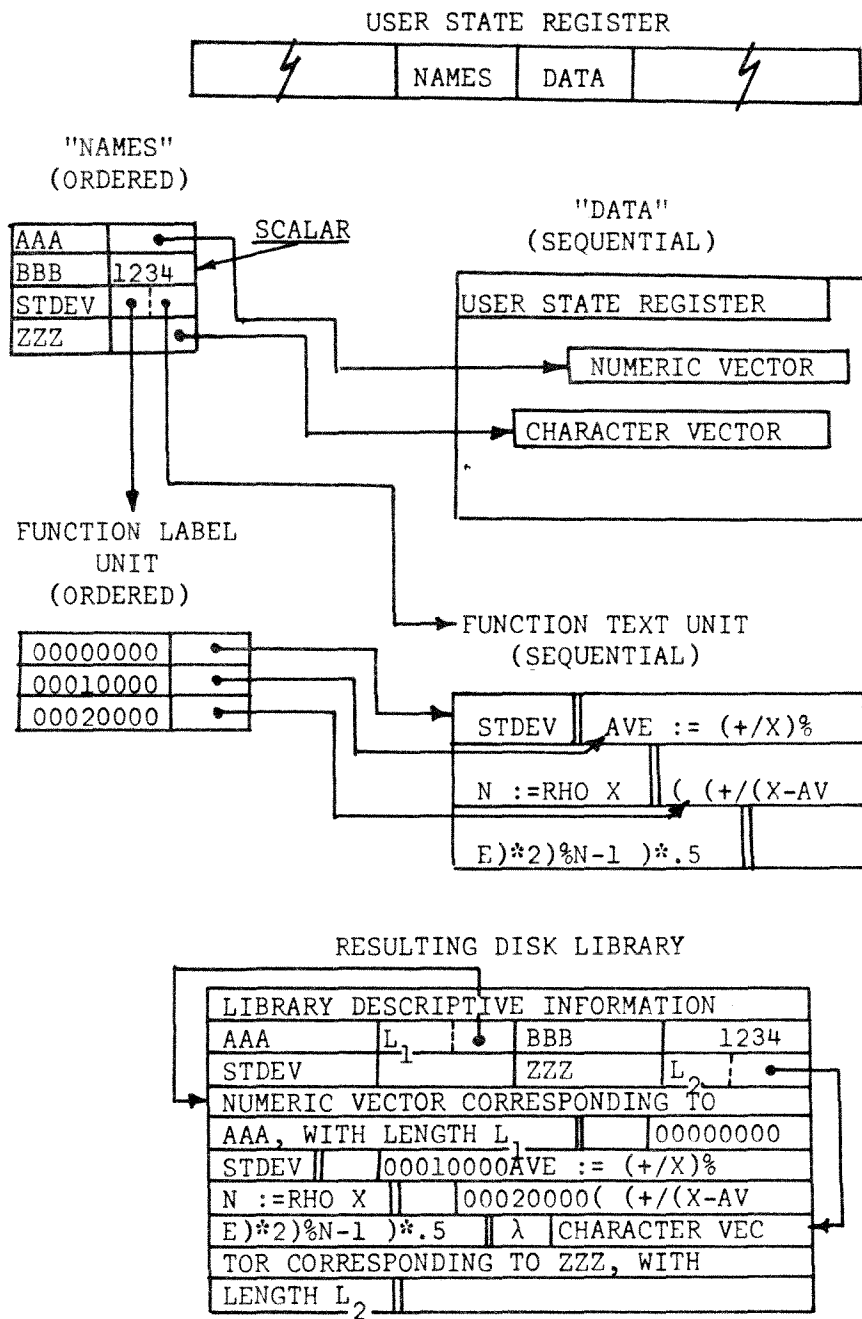 USER STATE REGISTER
NAMES DATA
"NAMES"
(ORDERED)
AAA
BBB 1234
STDEV
ZZZ
SCALAR
"DATA"
(SEQUENTIAL)
USER STATE REGISTER
NUMERIC VECTOR
CHARACTER VECTOR
FUNCTION LABEL
UNIT
(ORDERED)
00000000
00010000
00020000
FUNCTION TEXT UNIT
(SEQUENTIAL)
STDEV AVE := (+/X)%
N :=RHO X ( (+/(X-AV
E)*2)%N-1 )*.5
RESULTING DISK LIBRARY
LIBRARY DESCRIPTIVE INFORMATION
AAA L1 BBB 1234
STDEV ZZZ L2
NUMERIC VECTOR CORRESPONDING TO
AAA, WITH LENGTH L1 00000000
STDEV 00010000AVE := (+/X)%
N :=RHO X 00020000( (+/(X-AV
E)*2)%N-1 )*.5 λ CHARACTER VEC
TOR CORRESPONDING TO ZZZ, WITH
LENGTH L2